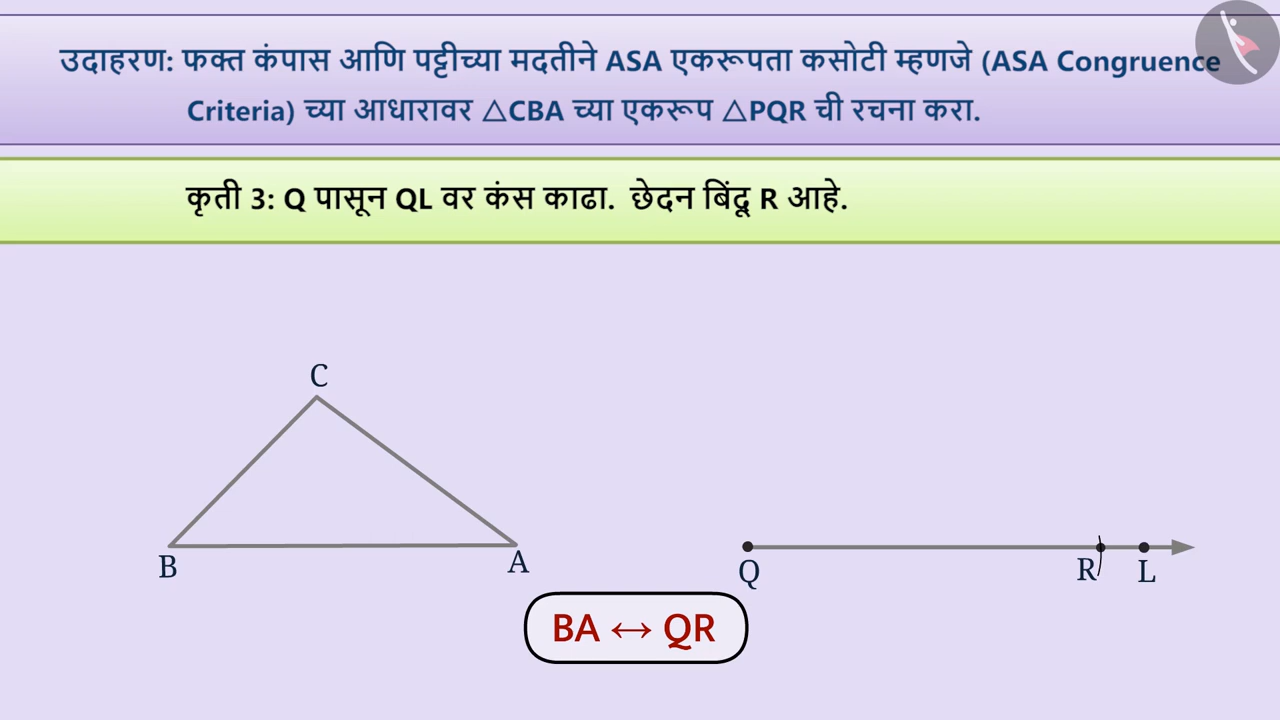 उदाहरण: फक्त कंपास आणि पट्टीच्या मदतीने ASA एकरूपता कसोटी म्हणजे (ASA Congruence
Criteria) च्या आधारावर △CBA च्या एकरूप △PQR ची रचना करा.
कृती 3: Q पासून QL वर कंस काढा. छेदन बिंदू R आहे.
C
B
A
Q
R
L
BA ↔ QR